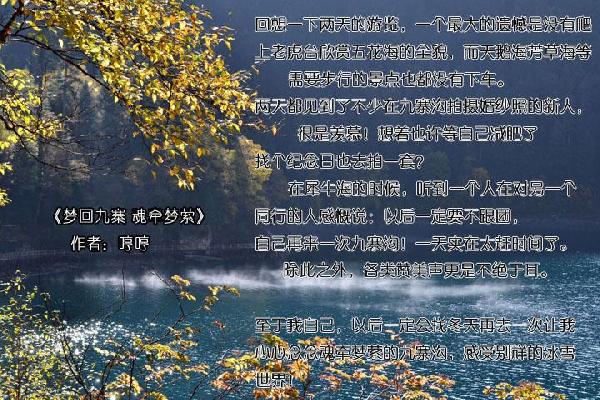 回想一下两天的游览，一个最大的遗憾是没有爬
上老虎台欣赏五花海的全貌，而天鹅海芳草海等
需要步行的景点也都没有下车。
两天都见到了不少在九寨沟拍摄婚纱照的新人，
很是羡慕！想着也许等自己减肥了
找个纪念日也去拍一套？
在犀牛海的时候，听到一个人在对另一个
同行的人感慨说：以后一定要不跟团，
自己再来一次九寨沟！一天实在太赶时间了。
除此之外，各类赞美声更是不绝于耳。
至于我自己，以后一定会找冬天再去一次让我
心心念念魂牵梦萦的九寨沟，感受别样的冰雪
世界！
《梦回九寨 魂牵梦萦》
作者：哼哼